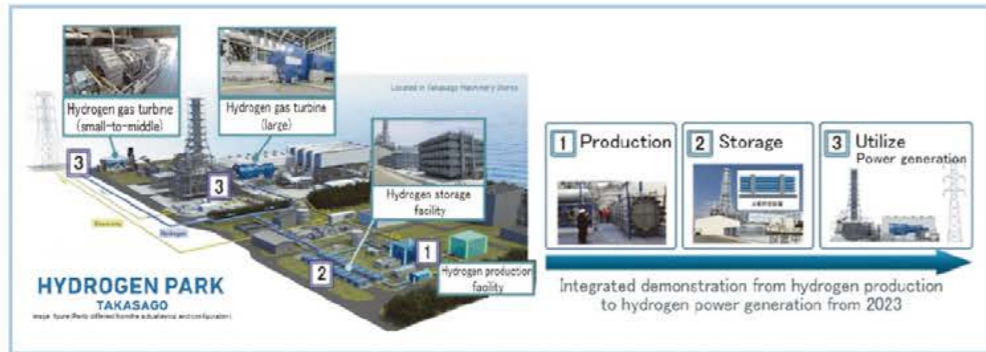 Hydrogen gas turbine
(small-to-middle)
Hydrogen gas turbine
(large)
Located in Takasago Machinery Works
Hydrogen storage
facility
3
3
Electricity
Hydrogen
1
2
Hydrogen production
facility
HYDROGEN PARK
TAKASAGO
1 Production
2 Storage
3 Utilize
Power generation
Integrated demonstration from hydrogen production
to hydrogen power generation from 2023